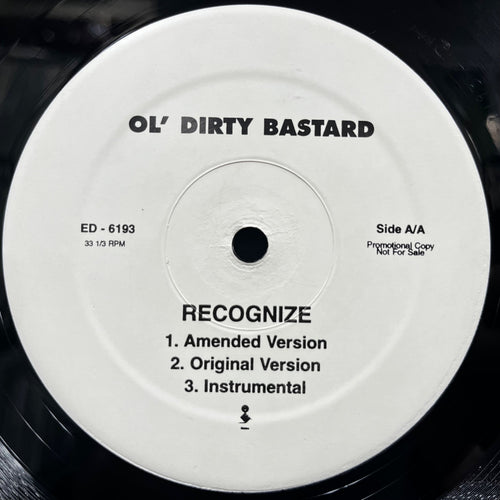 OL' DIRTY BASTARD
ED - 6193
33 1/3 RPM
Side A/A
Promotional Copy
Not For Sale
RECOGNIZE
1. Amended Version
2. Original Version
3. Instrumental